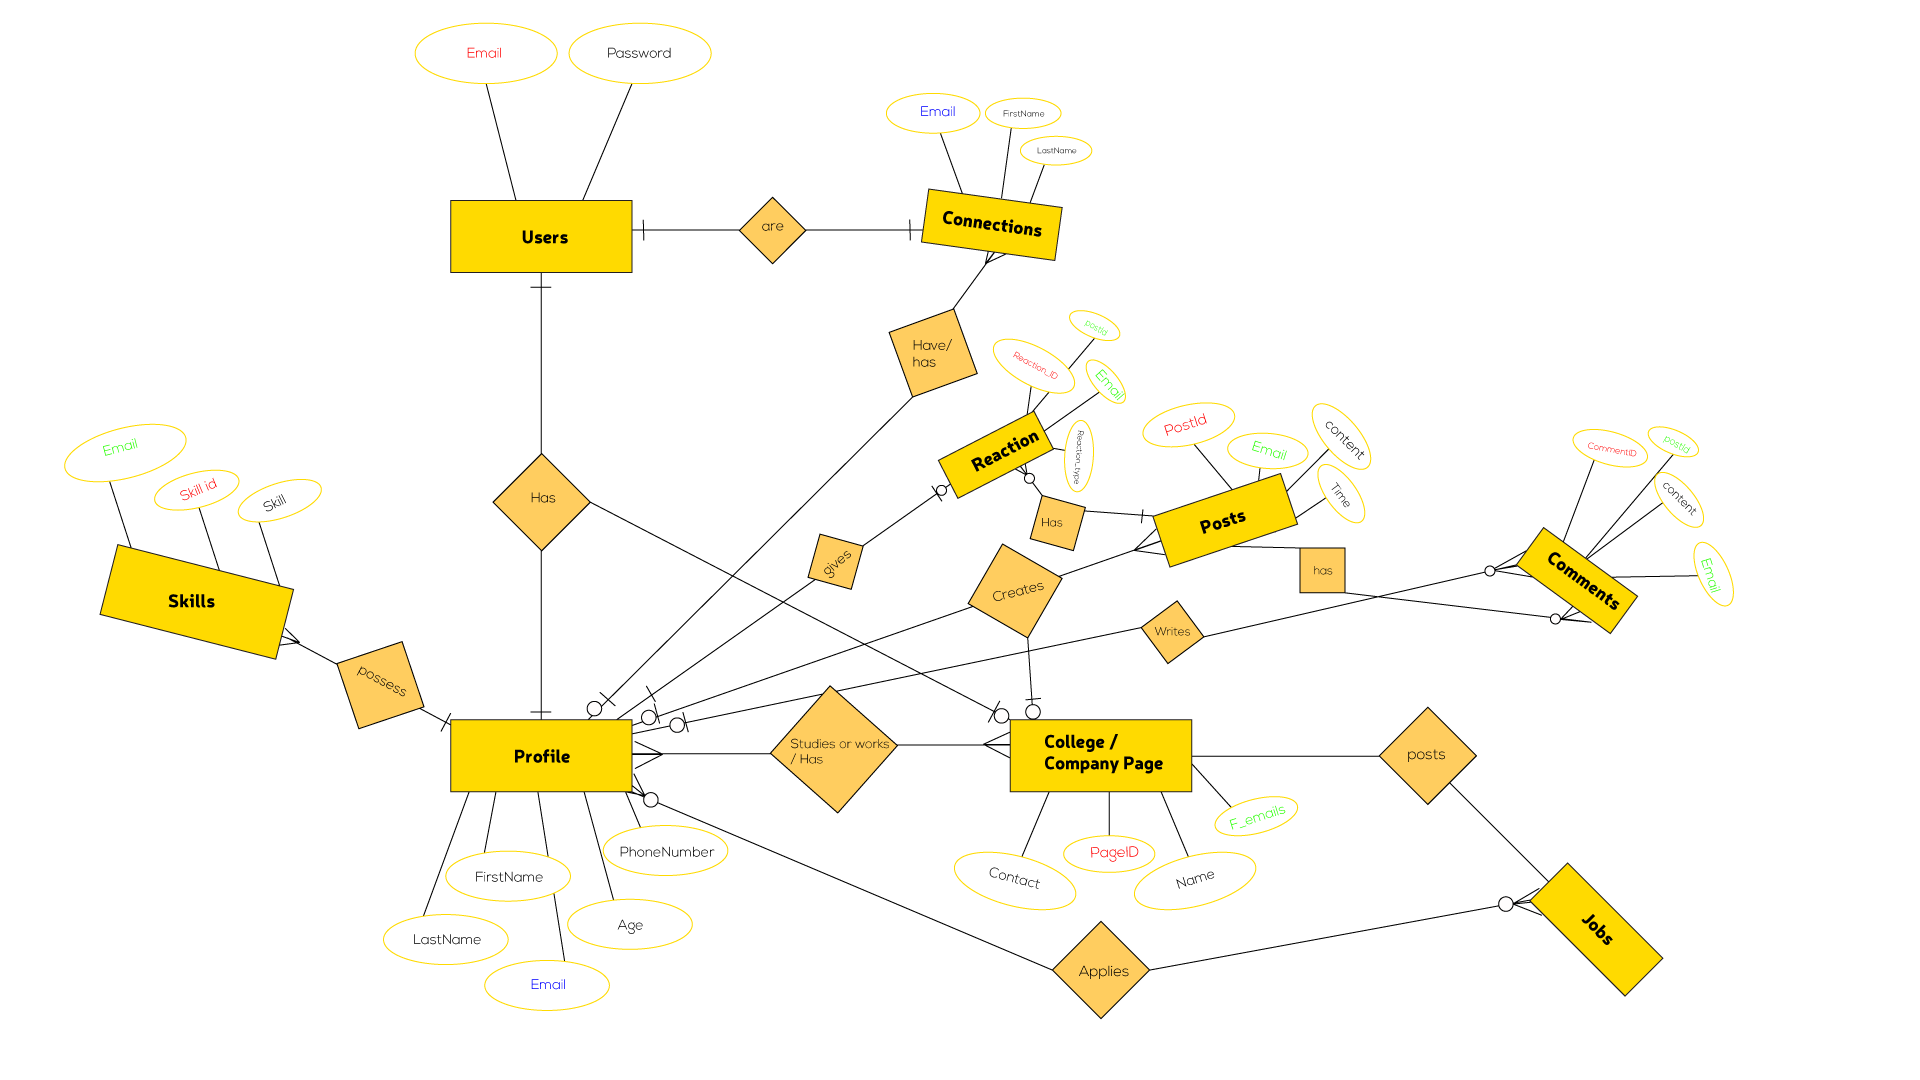 Email
Password
Email
FirstName
LastName
Users
are
Connections
Have/
has
postId
Reaction_ID
Email
Reaction
Reaction_type
PostId
Email
content
Time
Posts
CommentID
postId
content
Email
Comments
Email
Skill id
Skill
Skills
Has
Has
has
gives
Creates
Writes
possess
Profile
Studies or works
/ Has
College /
Company Page
posts
F_emails
PhoneNumber
FirstName
Age
LastName
Email
Contact
PageID
Name
Jobs
Applies